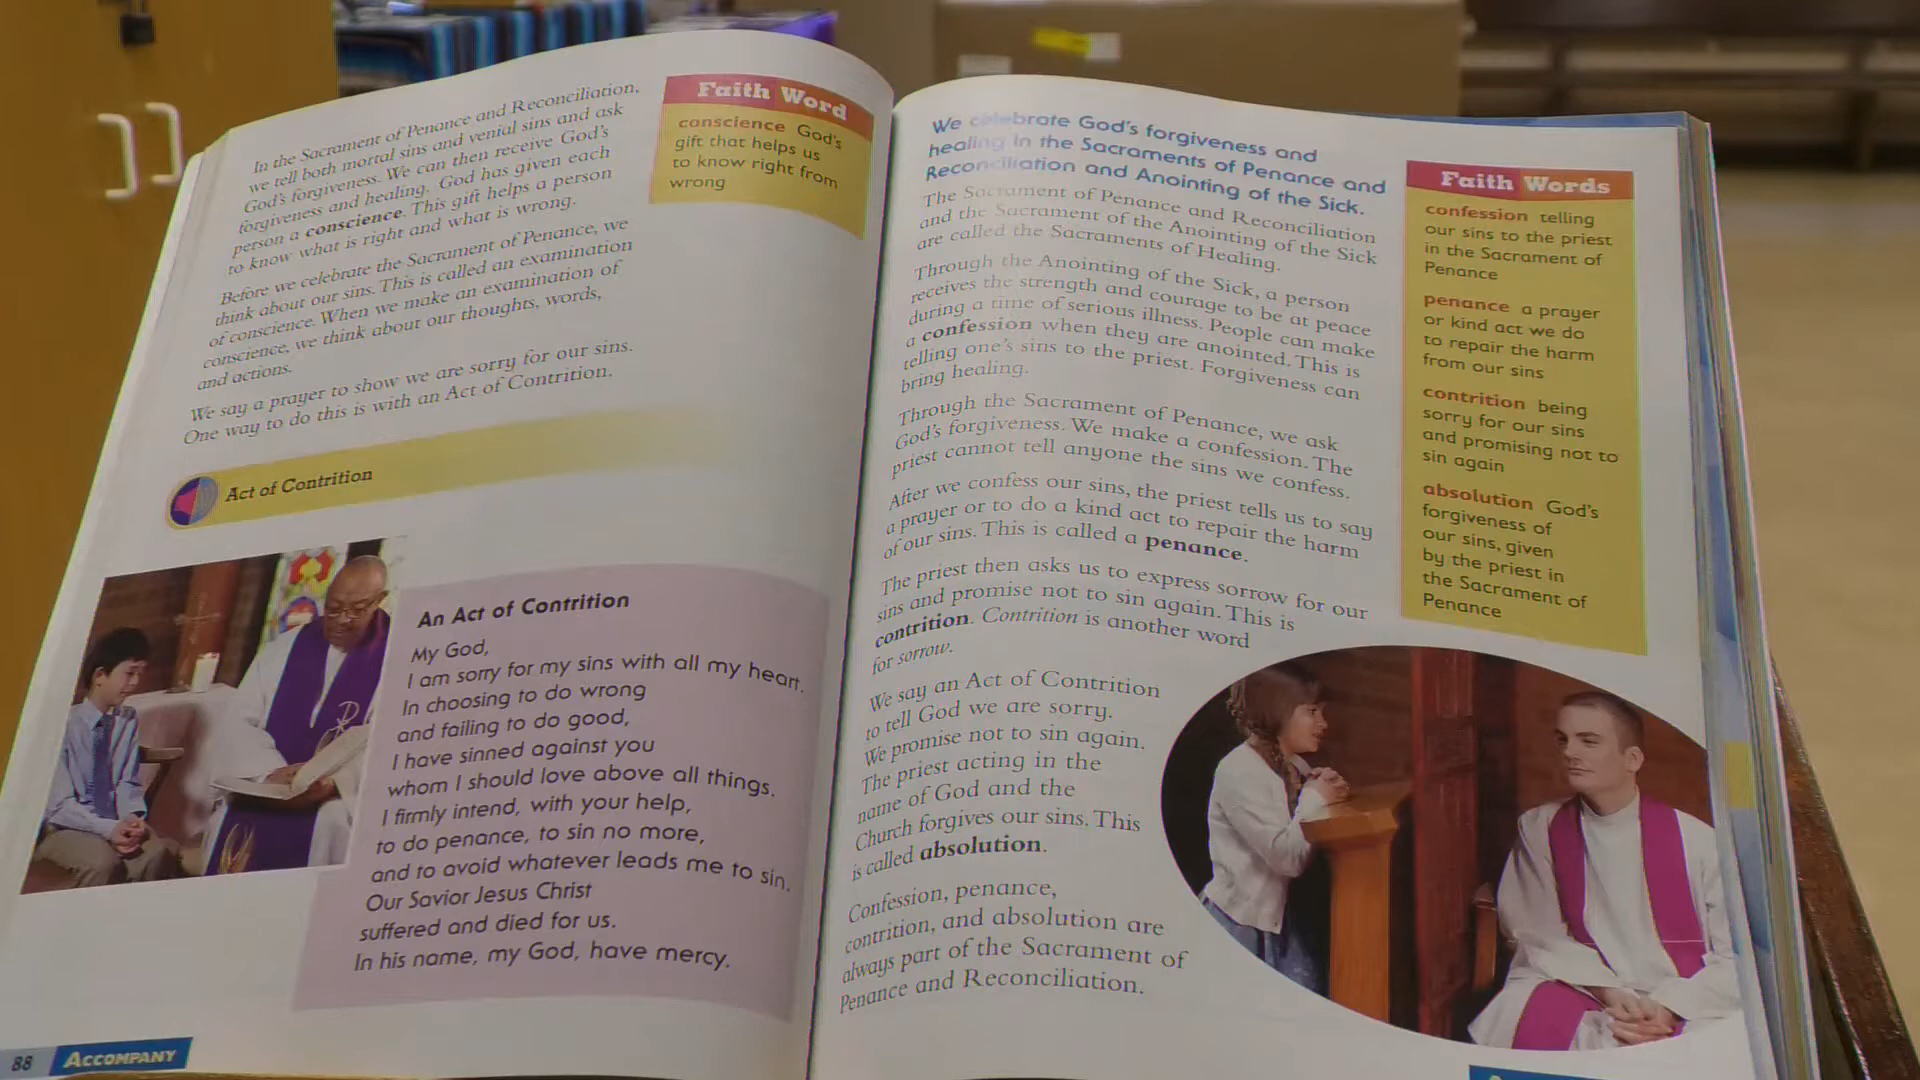 In the Sacrament of Penance and Reconciliation,
we tell both mortal sins and venial sins and ask
God's forgiveness. We can then receive God's
forgiveness and healing. God has given each
person a conscience. This gift helps a person
to know what is right and what is wrong.
Before we celebrate the Sacrament of Penance, we
think about our sins. This is called an examination
of conscience. When we make an examination of
conscience, we think about our thoughts, words,
and actions.
We say a prayer to show we are sorry for our sins.
One way to do this is with an Act of Contrition.
Faith Word
conscience God's
gift that helps us
to know right from
wrong
Act of Contrition
An Act of Contrition
My God,
I am sorry for my sins with all my heart.
In choosing to do wrong
and failing to do good,
I have sinned against you
whom I should love above all things.
I firmly intend, with your help,
to do penance, to sin no more,
and to avoid whatever leads me to sin.
Our Savior Jesus Christ
suffered and died for us.
In his name, my God, have mercy.
88 ACCOMPANY
We celebrate God's forgiveness and
healing in the Sacraments of Penance and
Reconciliation and Anointing of the Sick.
The Sacrament of Penance and Reconciliation
and the Sacrament of the Anointing of the Sick
are called the Sacraments of Healing.
Through the Anointing of the Sick, a person
receives the strength and courage to be at peace
during a time of serious illness. People can make
a confession when they are anointed. This is
telling one's sins to the priest. Forgiveness can
bring healing.
Through the Sacrament of Penance, we ask
God's forgiveness. We make a confession. The
priest cannot tell anyone the sins we confess.
After we confess our sins, the priest tells us to say
a prayer or to do a kind act to repair the harm
of our sins. This is called a penance.
The priest then asks us to express sorrow for our
sins and promise not to sin again. This is
contrition. Contrition is another word
for sorrow.
We say an Act of Contrition
to tell God we are sorry.
We promise not to sin again.
The priest acting in the
name of God and the
Church forgives our sins. This
is called absolution.
Confession, penance,
contrition, and absolution are
always part of the Sacrament of
Penance and Reconciliation.
Faith Words
confession telling
our sins to the priest
in the Sacrament of
Penance
penance a prayer
or kind act we do
to repair the harm
from our sins
contrition being
sorry for our sins
and promising not to
sin again
absolution God's
forgiveness of
our sins, given
by the priest in
the Sacrament of
Penance